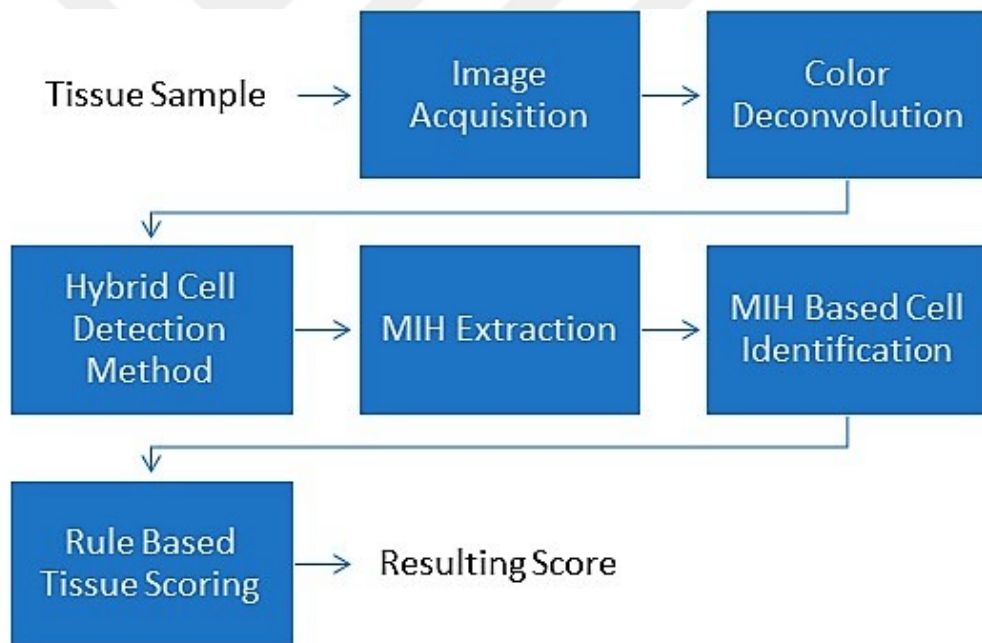 Tissue Sample
Image
Acquisition
Color
Deconvolution
Hybrid Cell
Detection
Method
MIH Extraction
MIH Based Cell
Identification
Rule Based
Tissue Scoring
Resulting Score